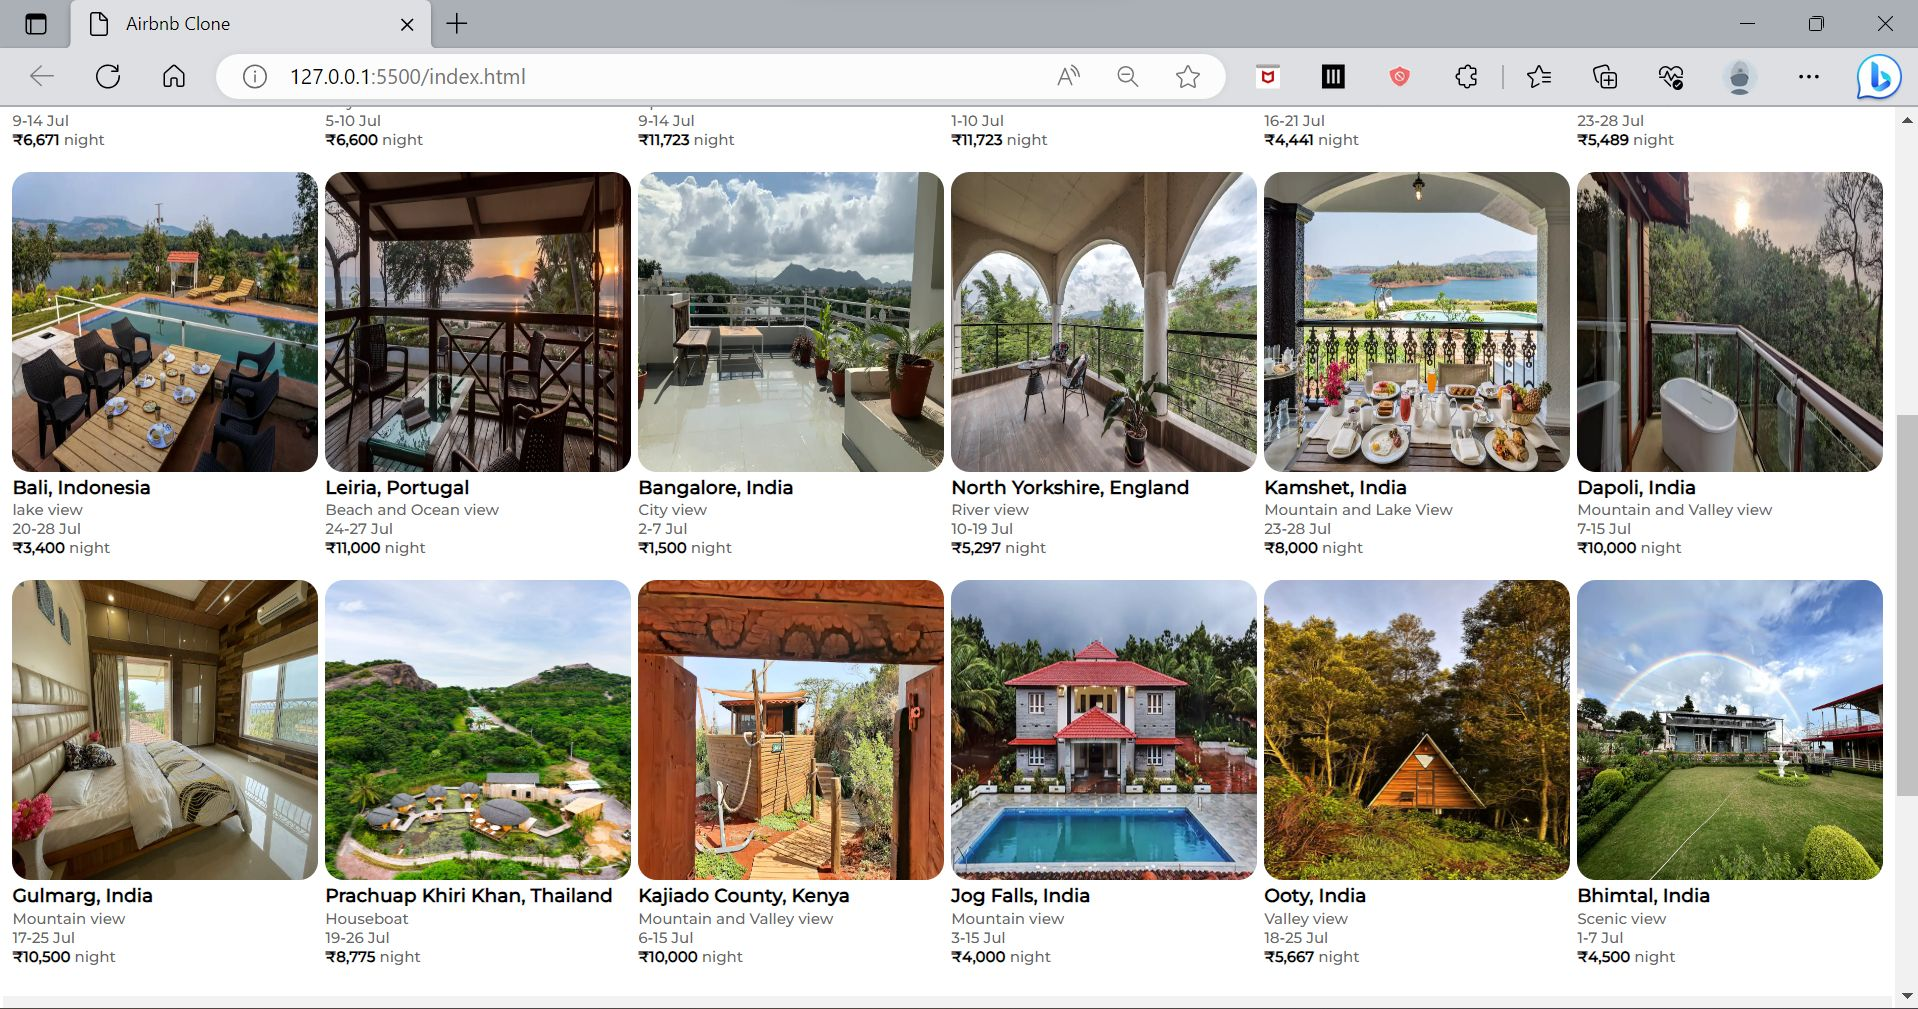 Airbnb Clone
127.0.0.1:5500/index.html
9-14 Jul
₹6,671 night
5-10 Jul
₹6,600 night
9-14 Jul
₹11,723 night
1-10 Jul
₹11,723 night
16-21 Jul
₹4,441 night
23-28 Jul
₹5,489 night
Bali, Indonesia
lake view
20-28 Jul
₹3,400 night
Leiria, Portugal
Beach and Ocean view
24-27 Jul
₹11,000 night
Bangalore, India
City view
2-7 Jul
₹1,500 night
North Yorkshire, England
River view
10-19 Jul
₹5,297 night
Kamshet, India
Mountain and Lake View
23-28 Jul
₹8,000 night
Dapoli, India
Mountain and Valley view
7-15 Jul
₹10,000 night
Gulmarg, India
Mountain view
17-25 Jul
₹10,500 night
Prachuap Khiri Khan, Thailand
Houseboat
19-26 Jul
₹8,775 night
Kajiado County, Kenya
Mountain and Valley view
6-15 Jul
₹10,000 night
Jog Falls, India
Mountain view
3-15 Jul
₹4,000 night
Ooty, India
Valley view
18-25 Jul
₹5,667 night
Bhimtal, India
Scenic view
1-7 Jul
₹4,500 night